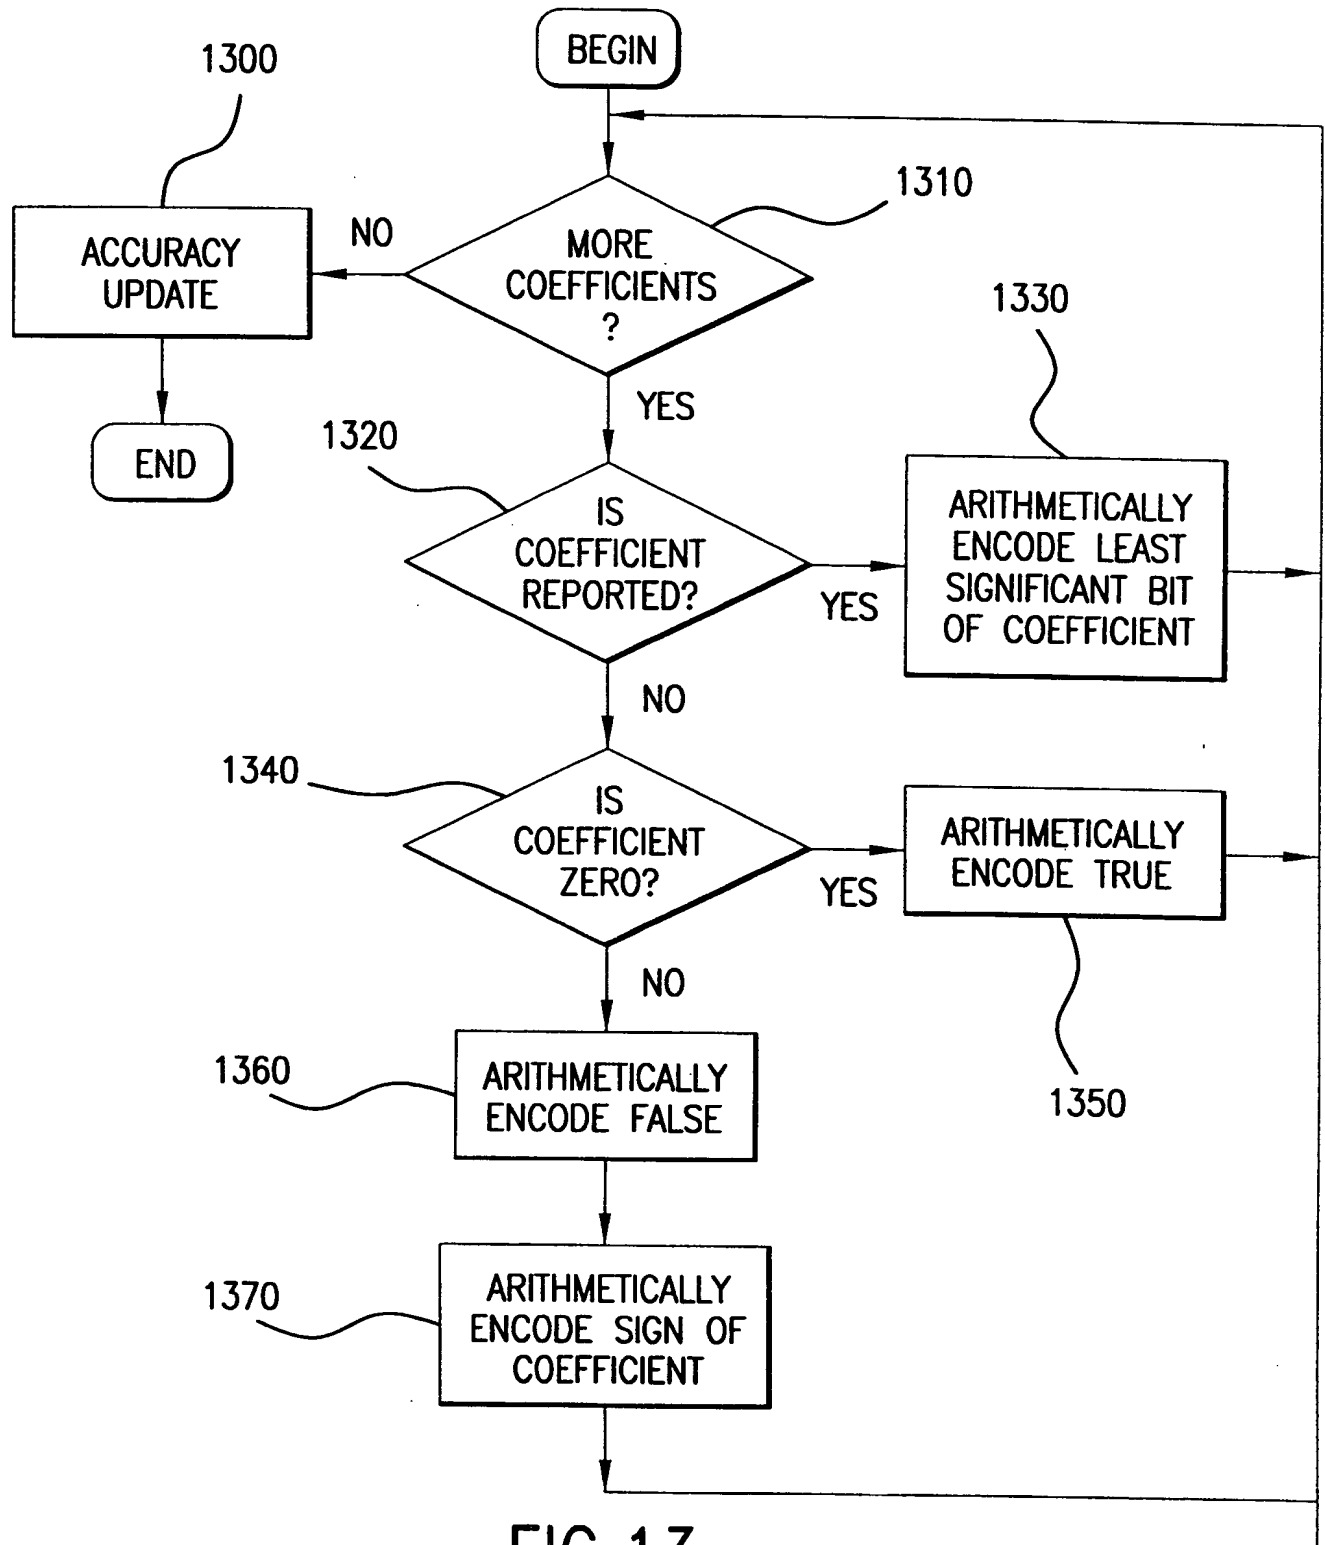 BEGIN
1300
1310
MORE
COEFFICIENTS
?
NO
ACCURACY
UPDATE
1330
YES
1320
END
IS
COEFFICIENT
REPORTED?
YES
ARITHMETICALLY
ENCODE LEAST
SIGNIFICANT BIT
OF COEFFICIENT
NO
1340
IS
COEFFICIENT
ZERO?
YES
ARITHMETICALLY
ENCODE TRUE
NO
1350
1360
ARITHMETICALLY
ENCODE FALSE
1370
ARITHMETICALLY
ENCODE SIGN OF
COEFFICIENT